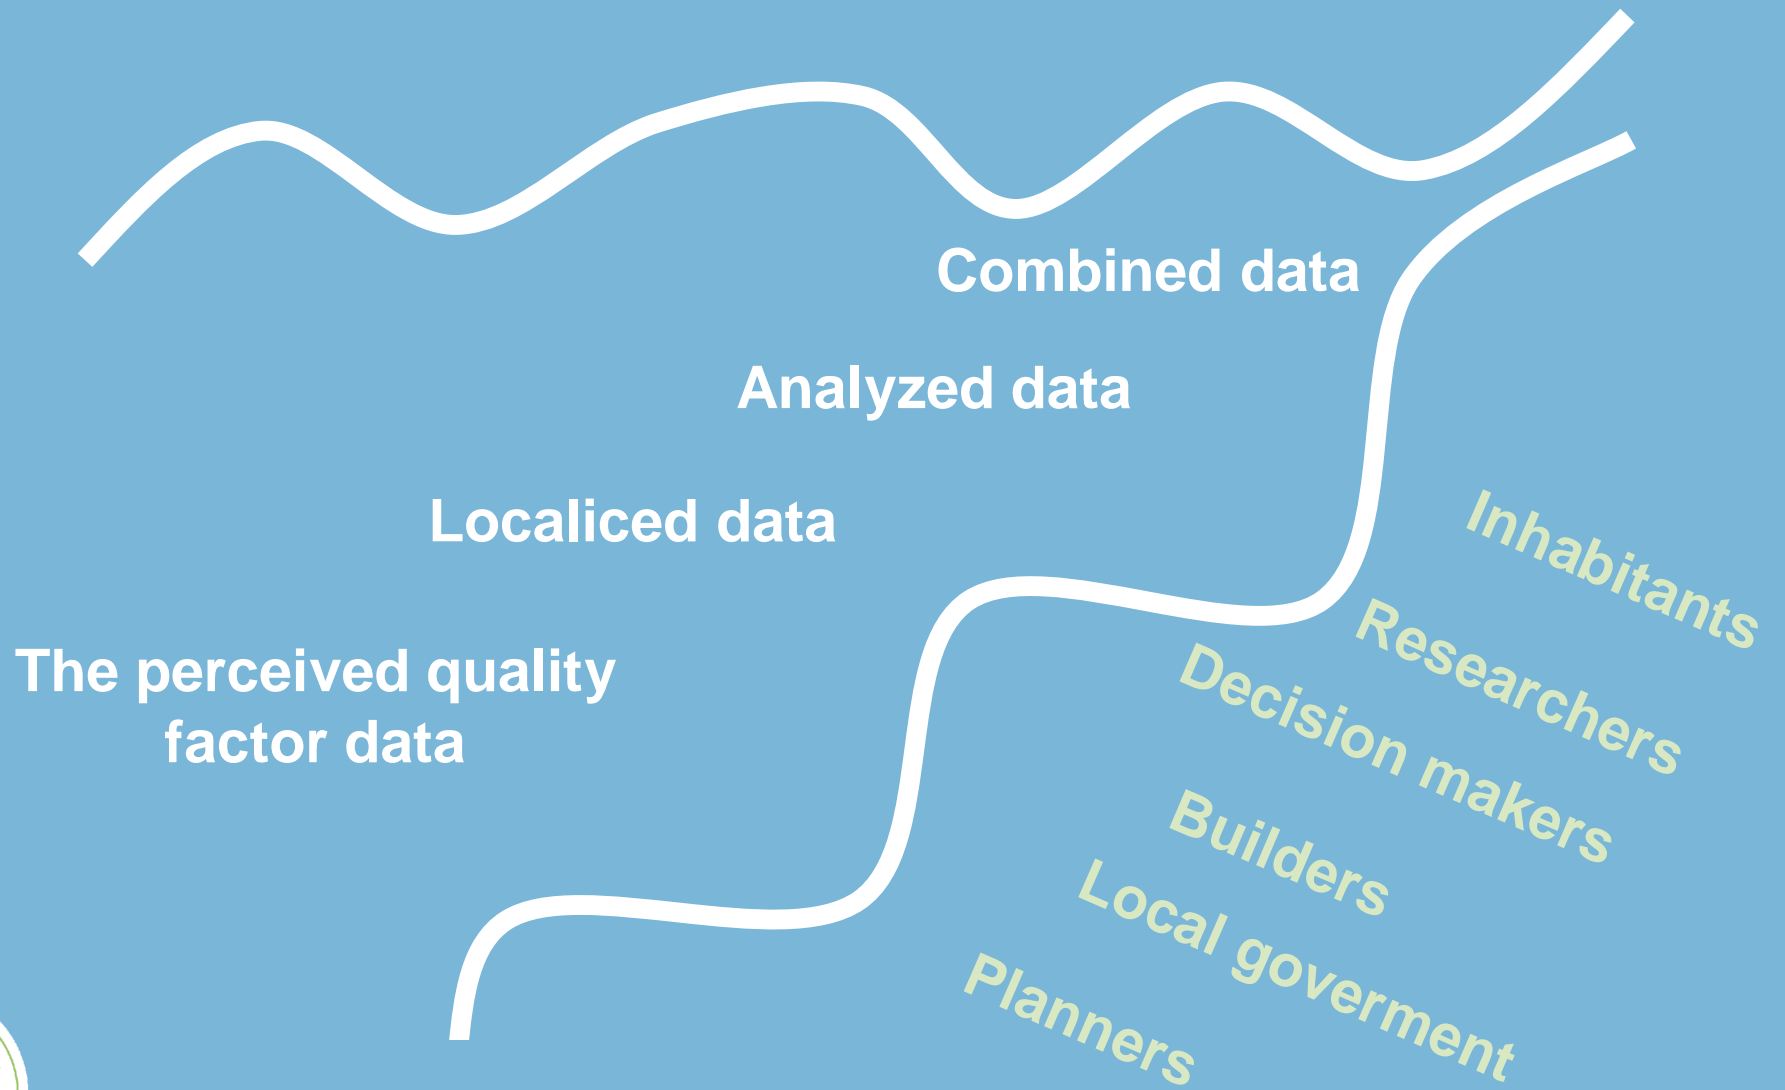 Combined data
Analyzed data
Localiced data
The perceived quality
factor data
Inhabitants
Researchers
Decision makers
Builders
Local goverment
Planners